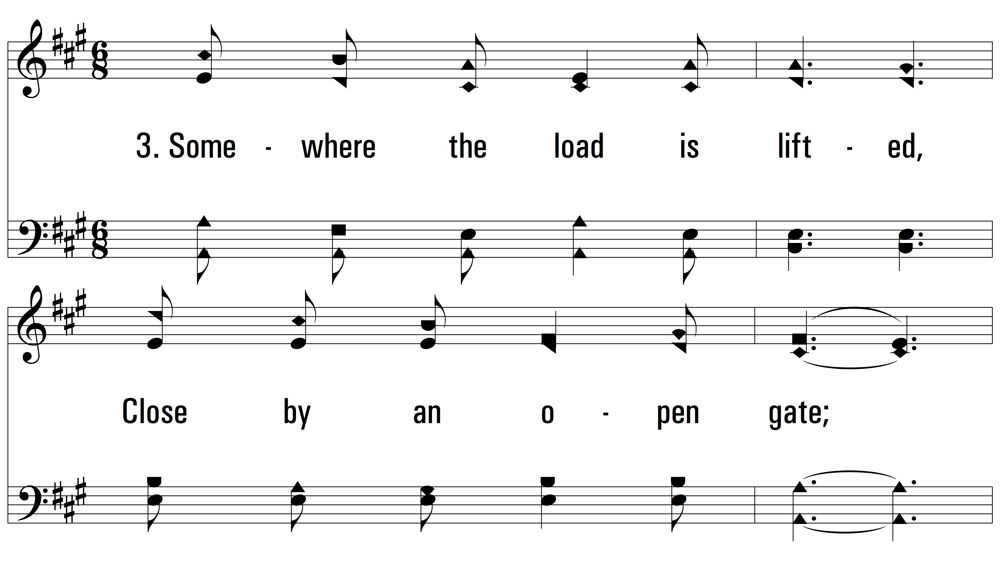 3. Some - where the load is lift - ed,
Close by an o - pen gate;